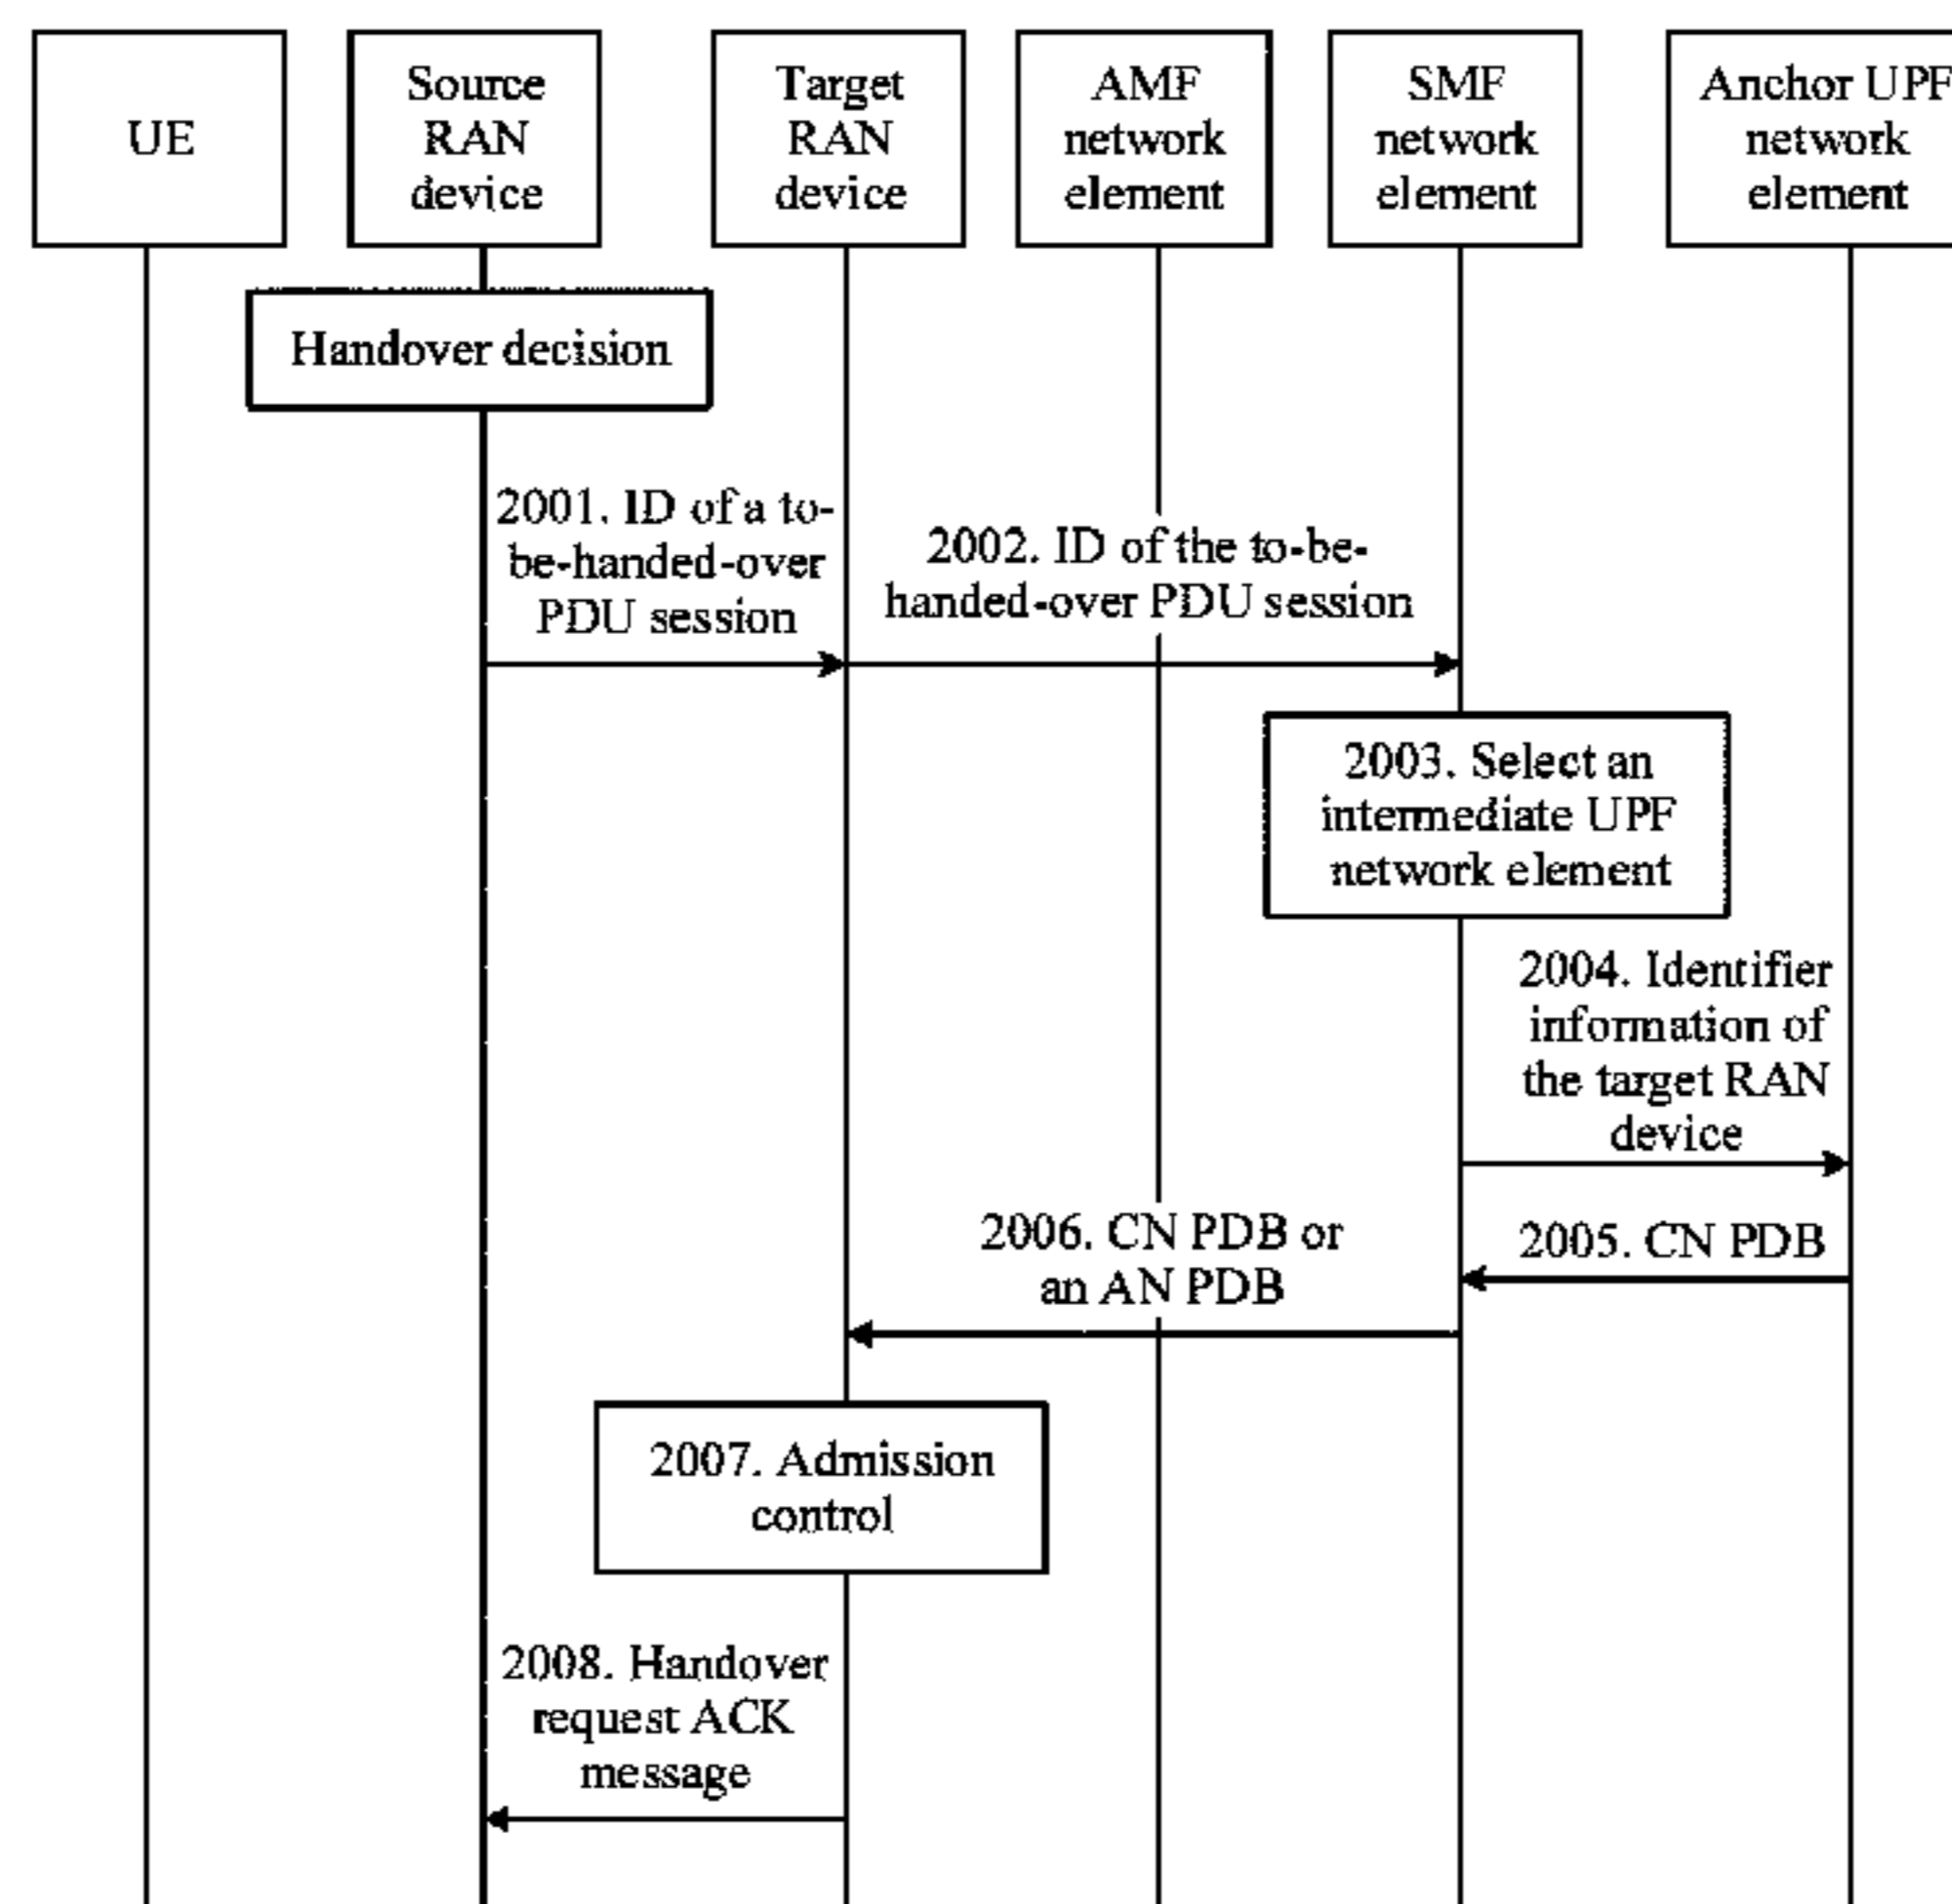 UE
Source
RAN
device
Target
RAN
device
AMF
network
element
SMF
network
element
Anchor UPF
network
element
Handover decision
2001. ID of a to-
be-handed-over
PDU session
2002. ID of the to-be-
handed-over PDU session
2003. Select an
intermediate UPF
network element
2004. Identifier
information of
the target RAN
device
2005. CN PDB
2006. CN PDB or
an AN PDB
2007. Admission
control
2008. Handover
request ACK
message